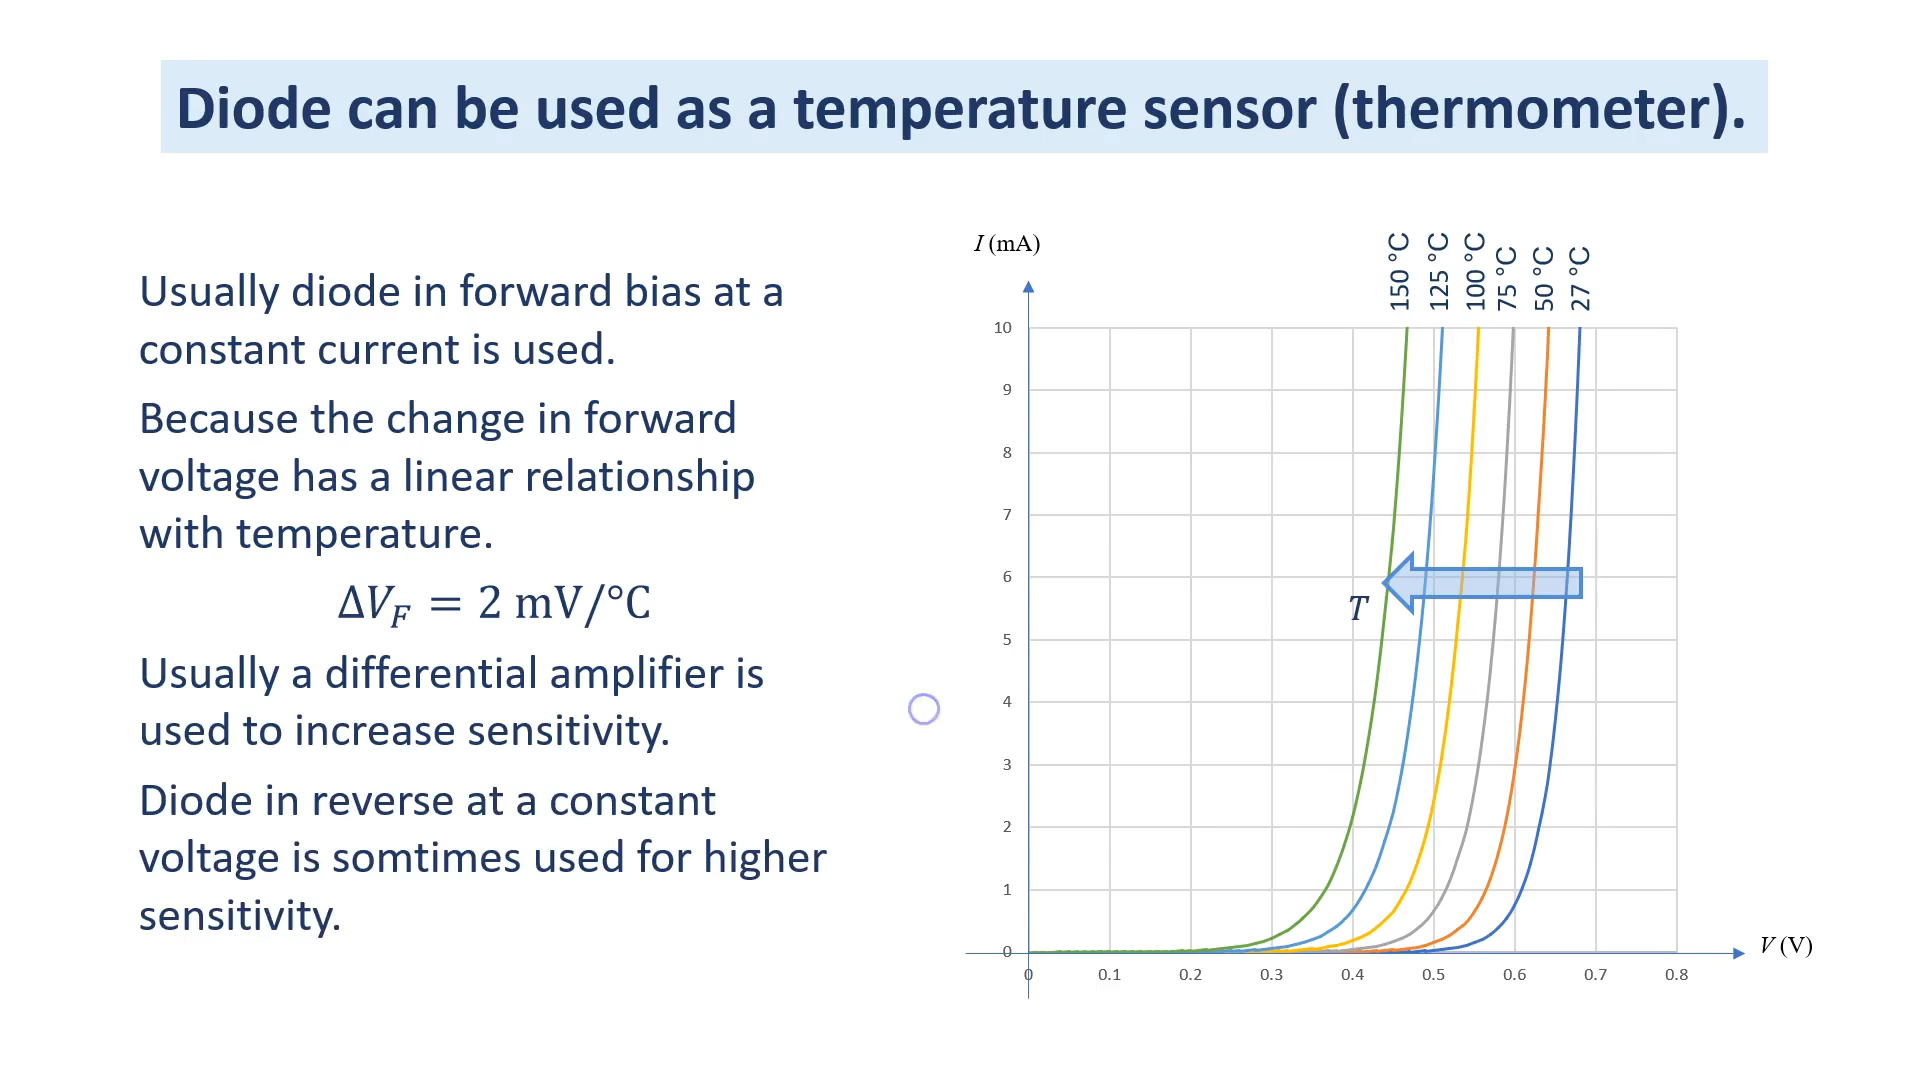 Diode can be used as a temperature sensor (thermometer).
Usually diode in forward bias at a
constant current is used.
Because the change in forward
voltage has a linear relationship
with temperature.
ΔV_F = 2 mV/°C
Usually a differential amplifier is
used to increase sensitivity.
Diode in reverse at a constant
voltage is somtimes used for higher
sensitivity.
I (mA)
150 °C
125 °C
100 °C
75 °C
50 °C
27 °C
10
9
8
7
6
5
4
3
2
1
0
T
0 0.1 0.2 0.3 0.4 0.5 0.6 0.7 0.8
V (V)